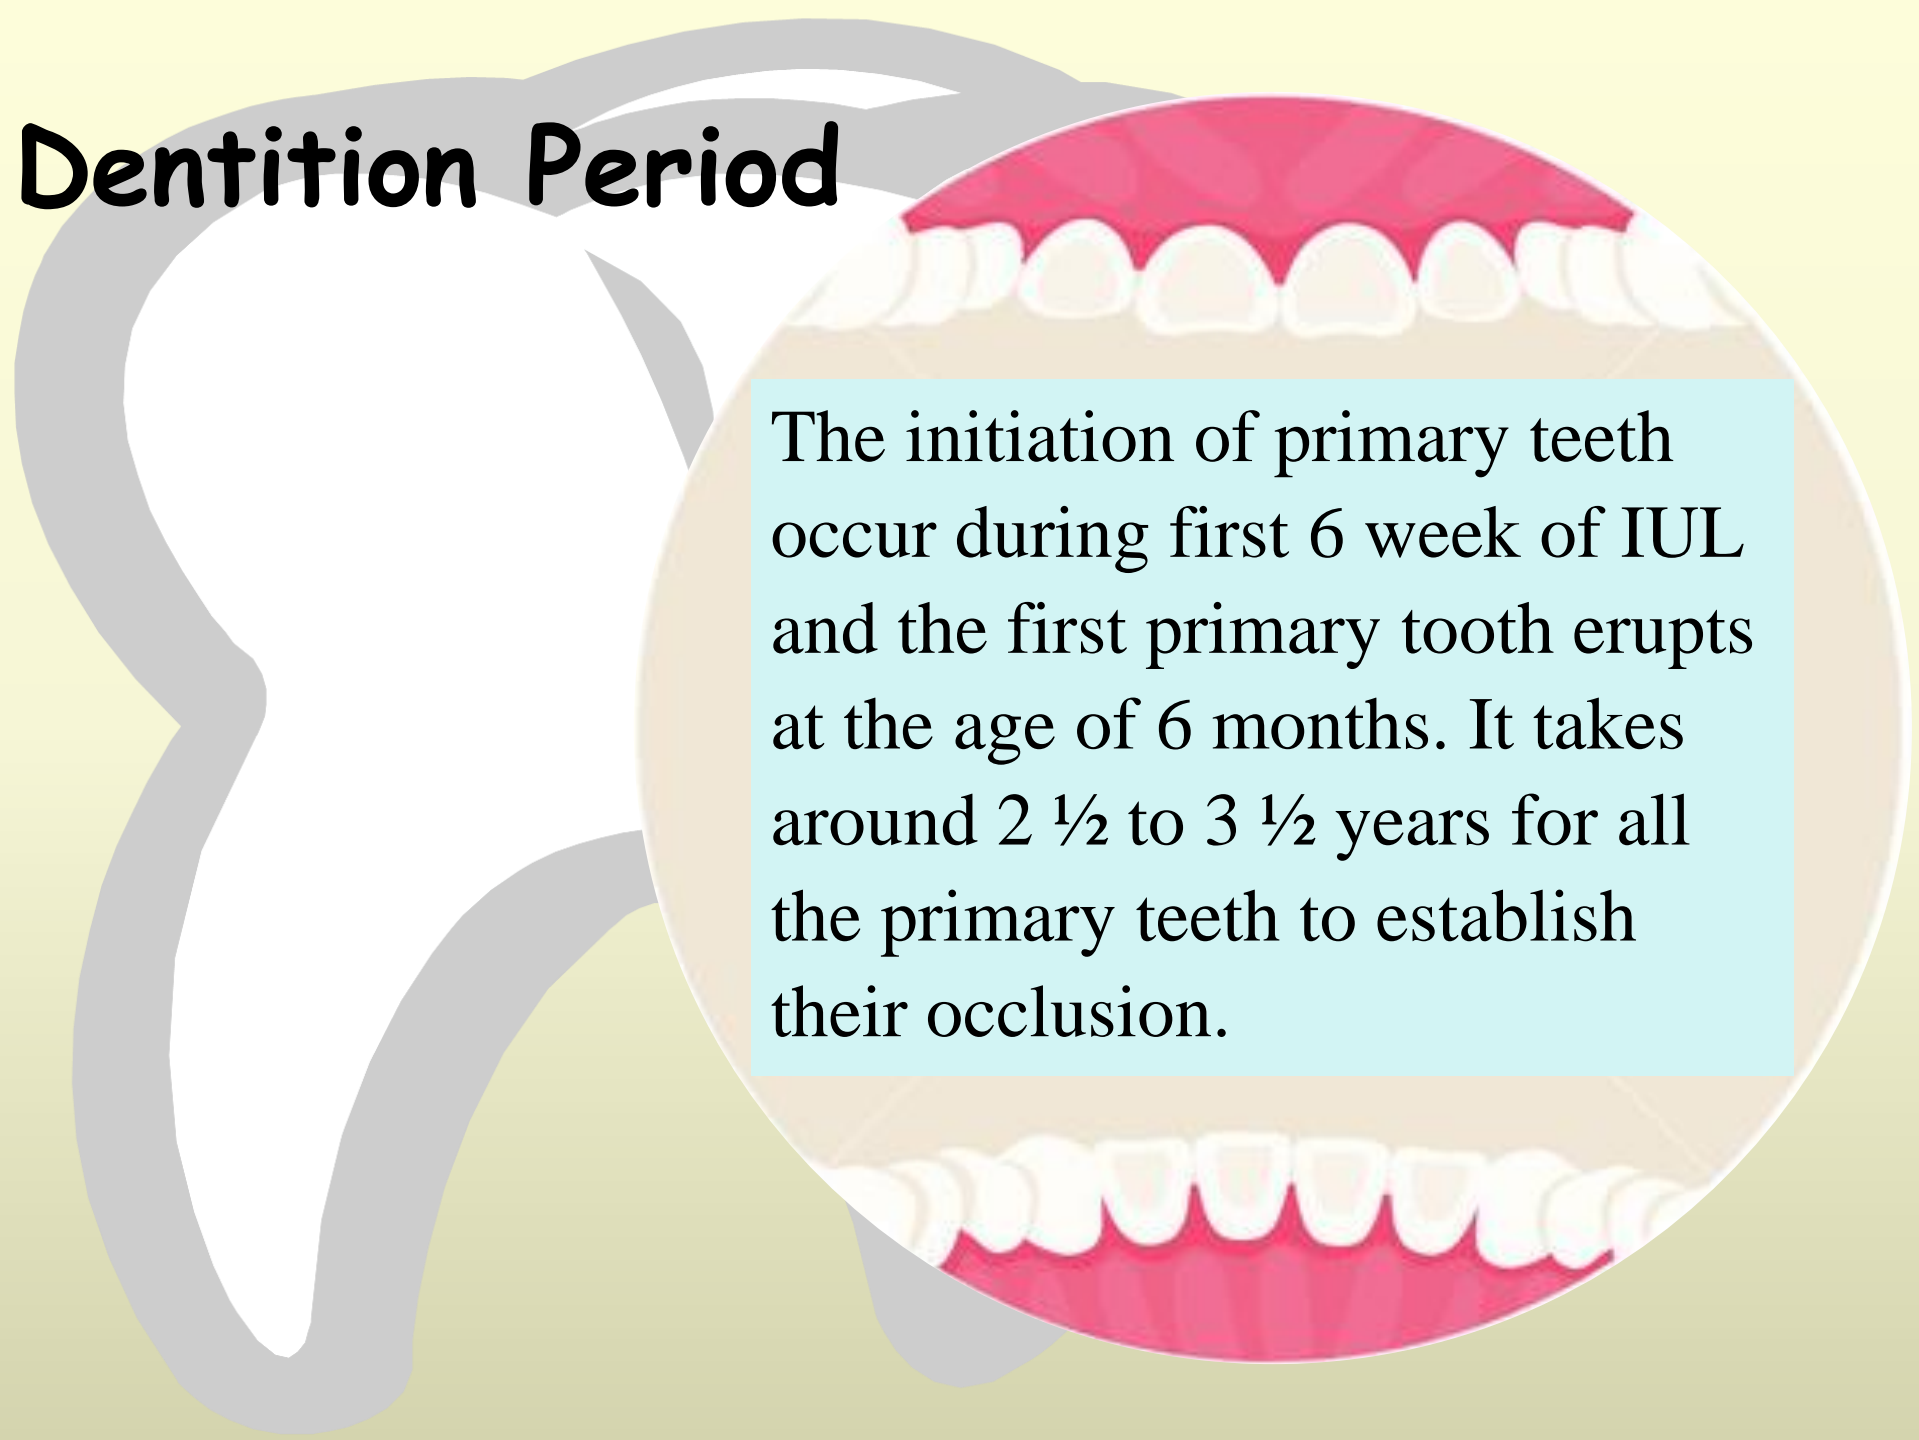 Dentition Period
The initiation of primary teeth
occur during first 6 week of IUL
and the first primary tooth erupts
at the age of 6 months. It takes
around 2 ½ to 3 ½ years for all
the primary teeth to establish
their occlusion.